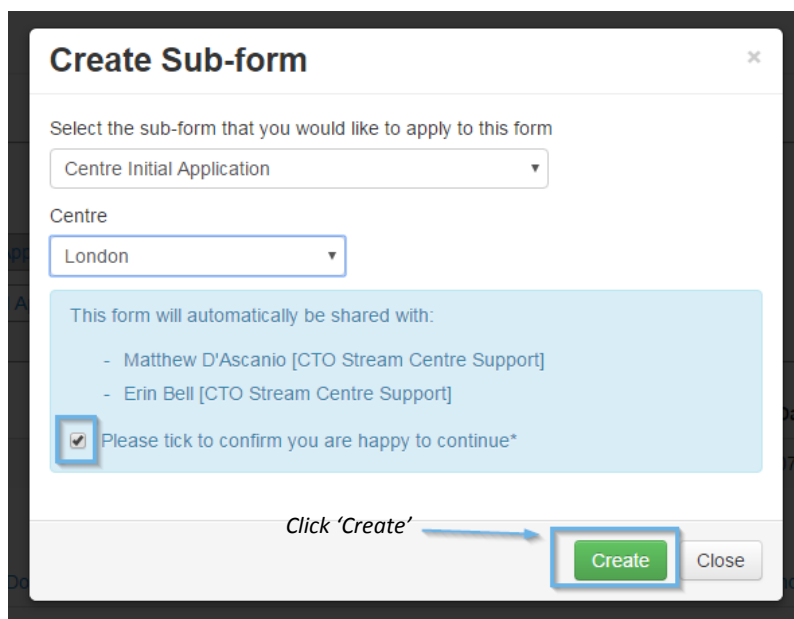 Create Sub-form ×
Select the sub-form that you would like to apply to this form
Centre Initial Application
Centre
London
This form will automatically be shared with:
- Matthew D'Ascanio [CTO Stream Centre Support]
- Erin Bell [CTO Stream Centre Support]
Please tick to confirm you are happy to continue*
Click ‘Create’
Create Close